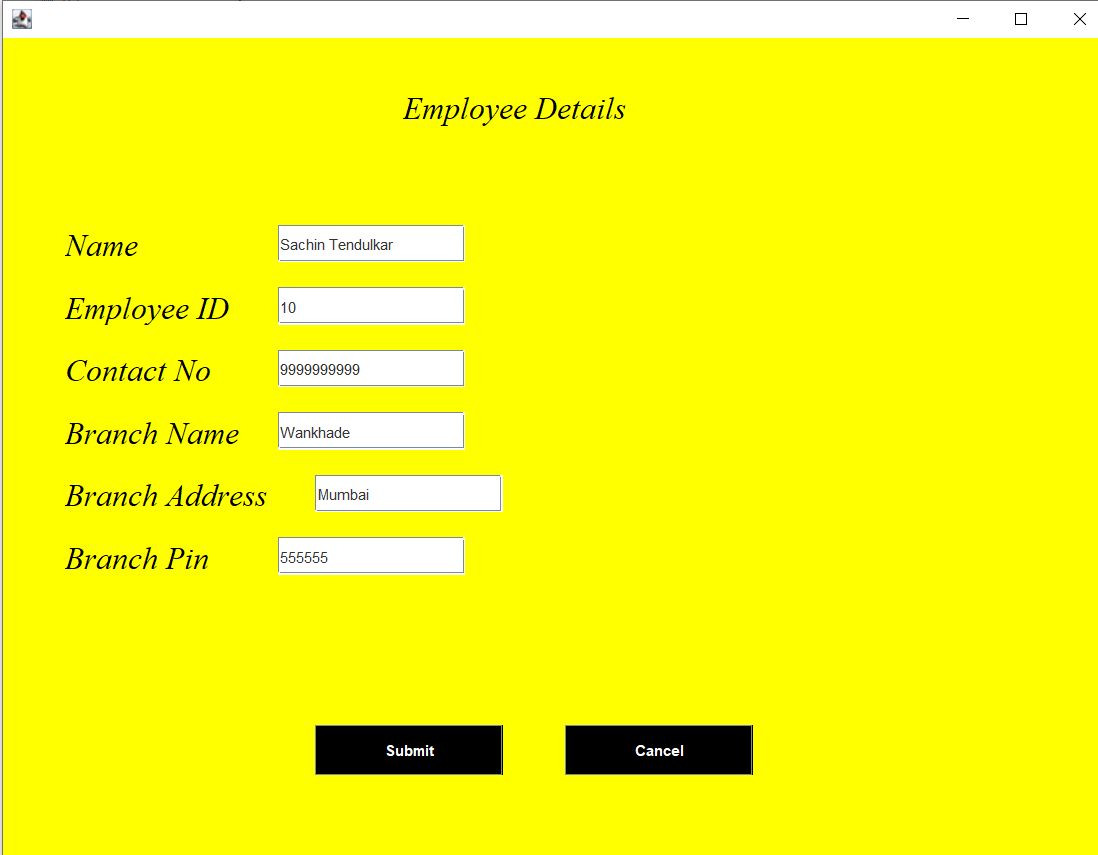 Employee Details
Name Sachin Tendulkar
Employee ID 10
Contact No 9999999999
Branch Name Wankhade
Branch Address Mumbai
Branch Pin 555555
Submit Cancel